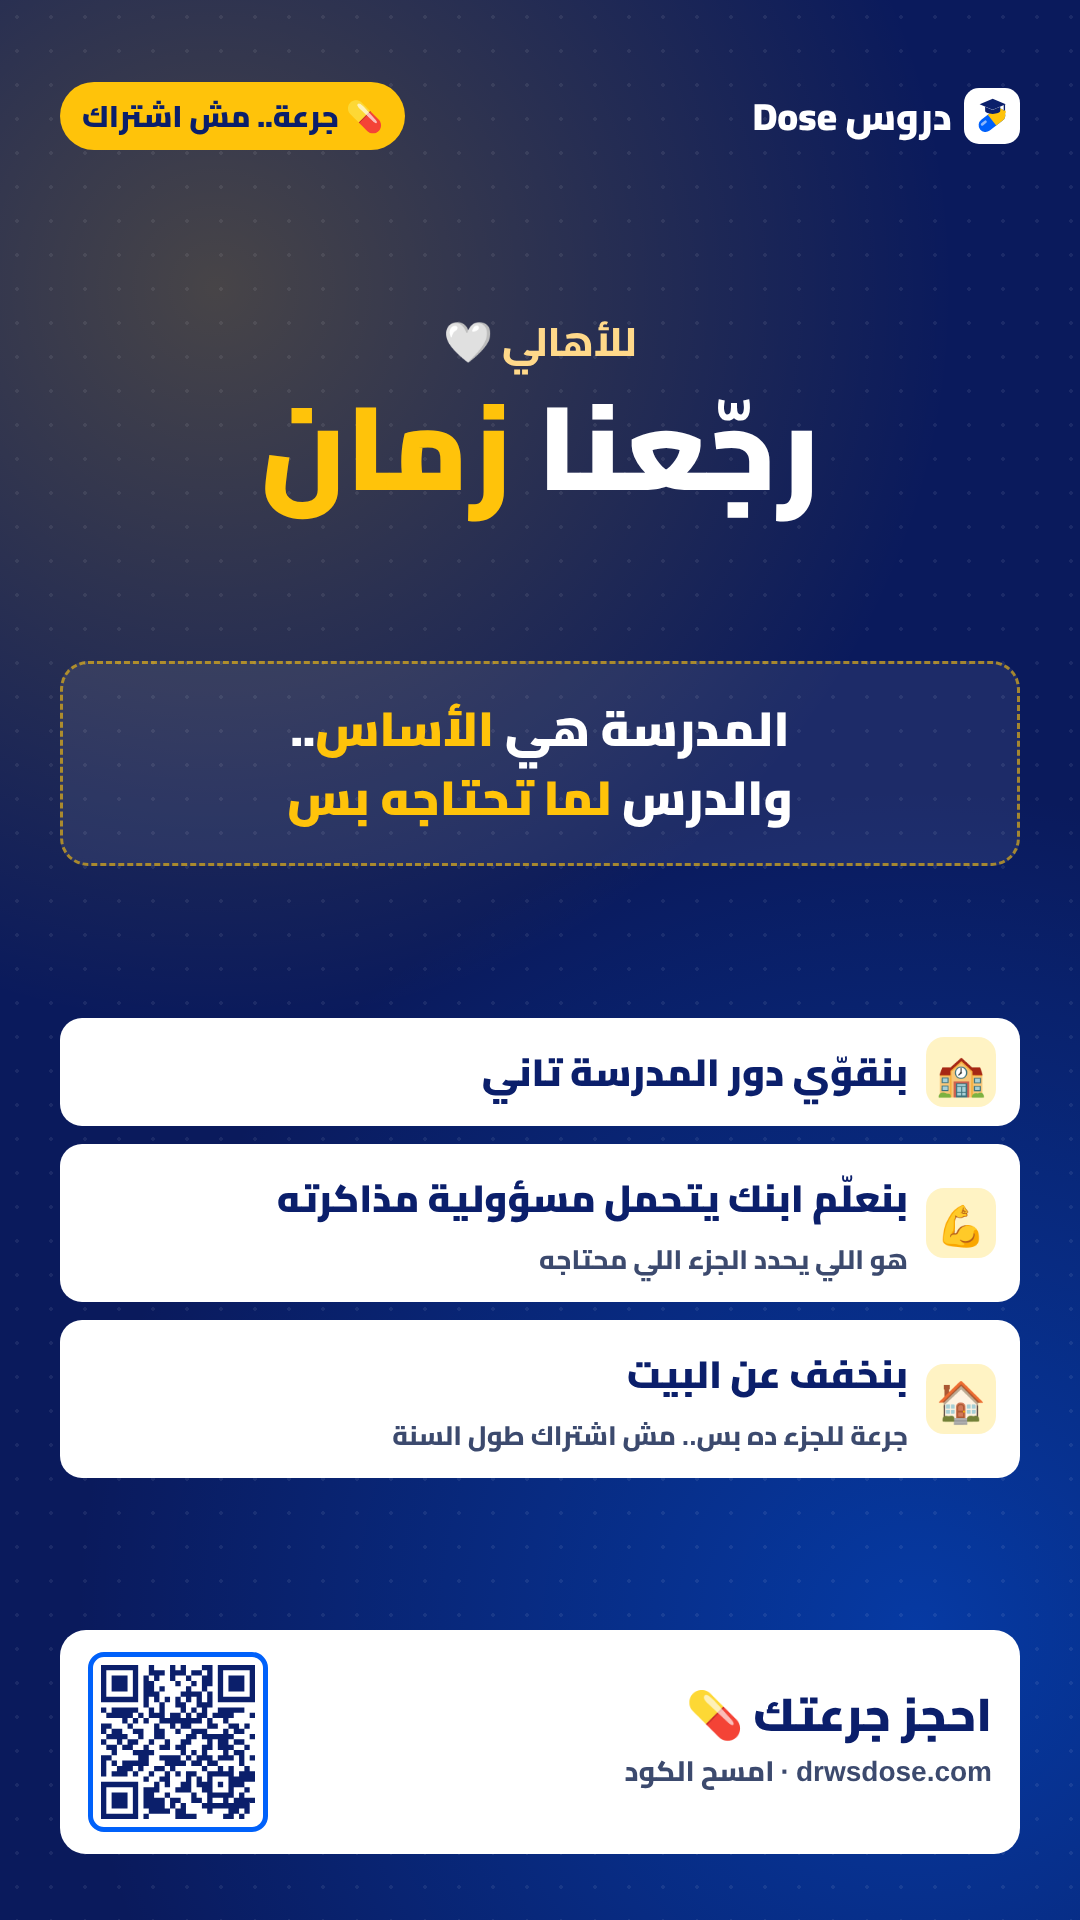 دروس Dose
💊 جرعة.. مش اشتراك
للأهالي 🤍
رجّعنا زمان
المدرسة هي الأساس..
والدرس لما تحتاجه بس
بنقوّي دور المدرسة تاني
بنعلّم ابنك يتحمل مسؤولية مذاكرته
هو اللي يحدد الجزء اللي محتاجه
بنخفف عن البيت
جرعة للجزء ده بس.. مش اشتراك طول السنة
احجز جرعتك 💊
drwsdose.com · امسح الكود